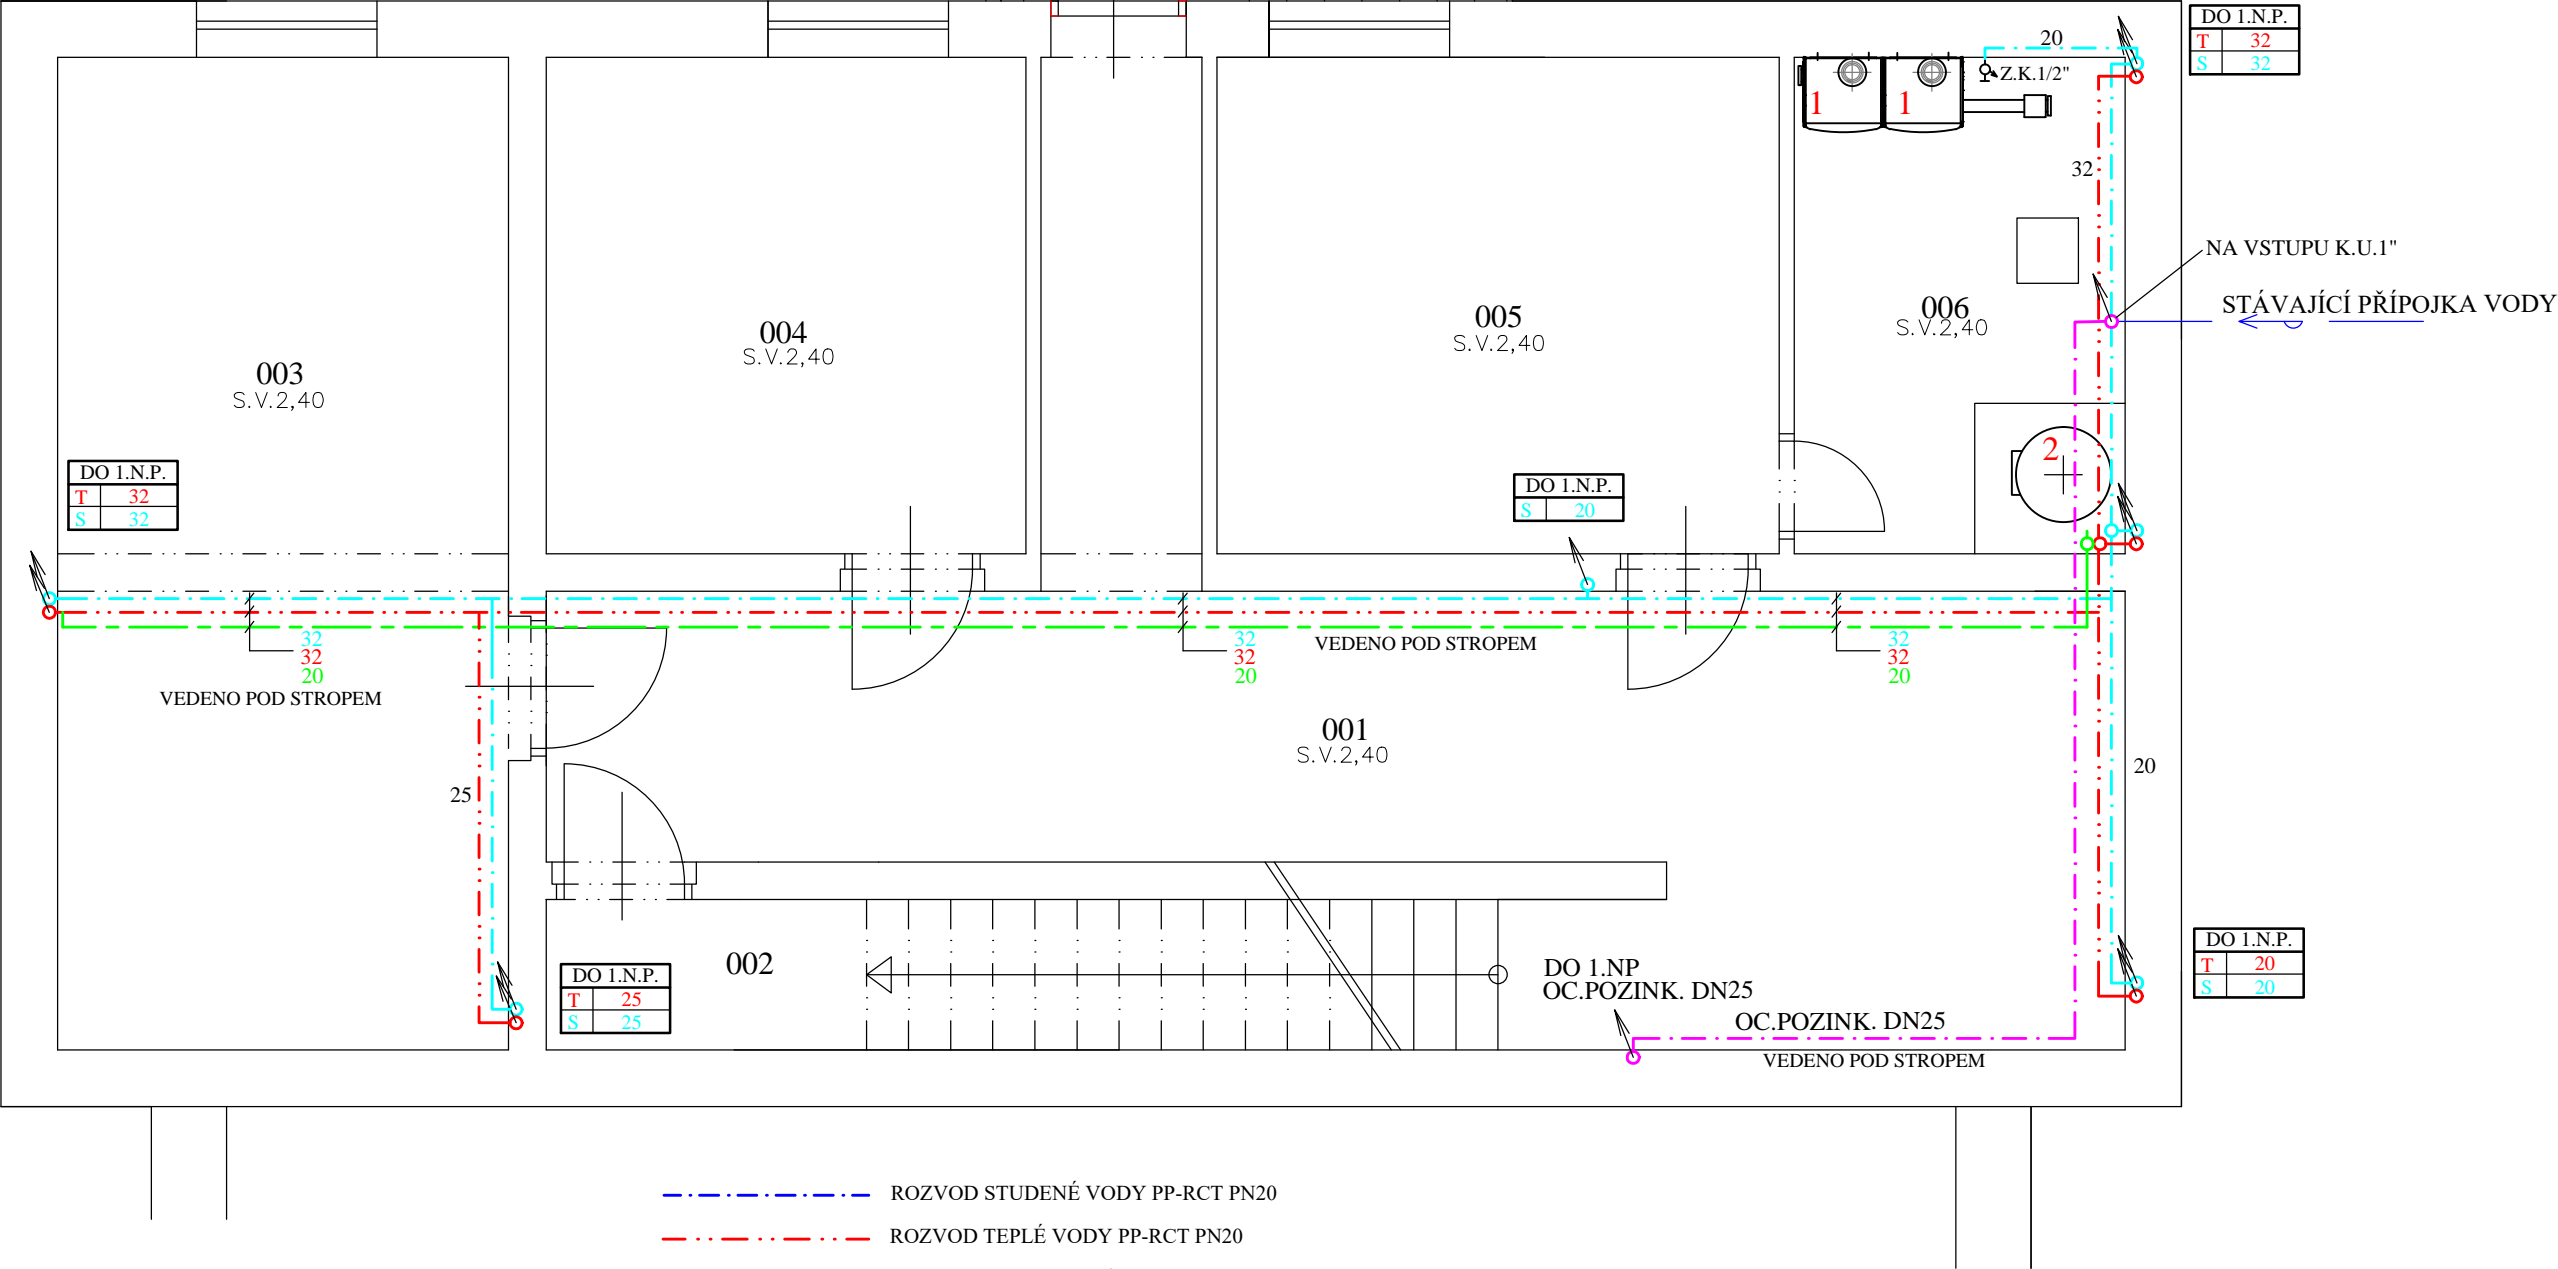 DO 1.N.P.
T 32
S 32
20
Z.K.1/2"
1
1
32
NA VSTUPU K.U.1"
STÁVAJÍCÍ PŘÍPOJKA VODY
006
S.V.2,40
005
S.V.2,40
004
S.V.2,40
003
S.V.2,40
2
DO 1.N.P.
T 32
S 32
DO 1.N.P.
S 20
32
32
20
VEDENO POD STROPEM
32
32
20
VEDENO POD STROPEM
32
32
20
001
S.V.2,40
20
25
002
DO 1.N.P.
T 25
S 25
DO 1.NP
OC.POZINK. DN25
OC.POZINK. DN25
VEDENO POD STROPEM
DO 1.N.P.
T 20
S 20
ROZVOD STUDENÉ VODY PP-RCT PN20
ROZVOD TEPLÉ VODY PP-RCT PN20